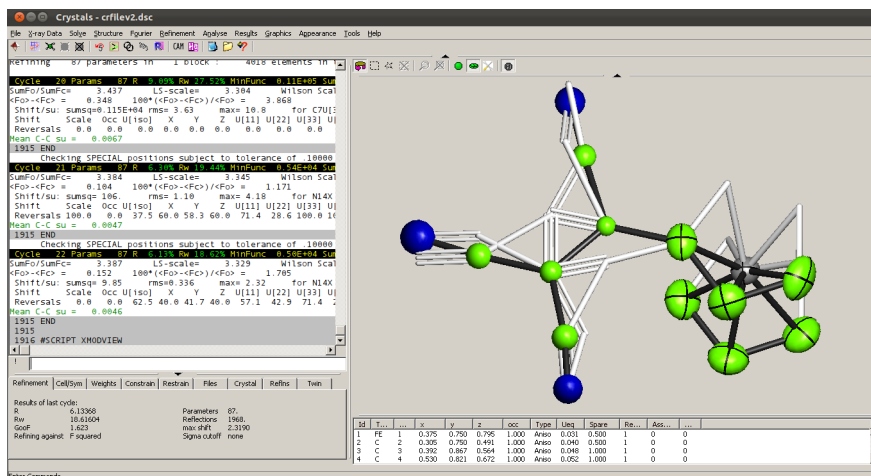 Crystals - crfilev2.dsc
File X-ray Data Solve Structure Fourier Refinement Analyse Results Graphics Appearance Tools Help
CAM
Refining 87 parameters in 1 block : 4018 elements in
Cycle 20 Params 87 R 9.09% Rw 27.52% MinFunc 0.11E+05 Sum
SumFo/SumFc= 3.437 LS-scale= 3.304 Wilson Scal
<Fo>-<Fc> = 0.348 100*(<Fo>-<Fc>)/<Fo> = 3.868
Shift/su: sumsq=0.115E+04 rms= 3.63 max= 10.8 for C7U[3
Shift Scale Occ U[iso] X Y Z U[11] U[22] U[33] U[
Reversals 0.0 0.0 0.0 0.0 0.0 0.0 0.0 0.0 0.0
Mean C-C su = 0.0067
1915 END
Checking SPECIAL positions subject to tolerance of .10000
Cycle 21 Params 87 R 6.30% Rw 19.44% MinFunc 0.54E+04 Sum
SumFo/SumFc= 3.384 LS-scale= 3.345 Wilson Scal
<Fo>-<Fc> = 0.104 100*(<Fo>-<Fc>)/<Fo> = 1.171
Shift/su: sumsq= 106. rms= 1.10 max= 4.18 for N14X
Shift Scale Occ U[iso] X Y Z U[11] U[22] U[33] U[
Reversals 100.0 0.0 37.5 60.0 58.3 60.0 71.4 28.6 100.0 10
Mean C-C su = 0.0047
1915 END
Checking SPECIAL positions subject to tolerance of .10000
Cycle 22 Params 87 R 6.13% Rw 18.62% MinFunc 0.50E+04 Sum
SumFo/SumFc= 3.387 LS-scale= 3.329 Wilson Scal
<Fo>-<Fc> = 0.152 100*(<Fo>-<Fc>)/<Fo> = 1.705
Shift/su: sumsq= 9.85 rms=0.336 max= 2.32 for N14X
Shift Scale Occ U[iso] X Y Z U[11] U[22] U[33] U[
Reversals 0.0 0.0 62.5 40.0 41.7 40.0 57.1 42.9 71.4 2
Mean C-C su = 0.0046
1915 END
1915
1916 #SCRIPT XMODVIEW
!
Refinement Cell/Sym Weights Constrain Restrain Files Crystal Reflns Twin
Results of last cycle:
R 6.13368 Parameters 87.
Rw 18.61604 Reflections 1968.
GooF 1.623 max shift 2.3190
Refining against F squared Sigma cutoff none
Id T... ... x y z occ Type Ueq Spare Re... Ass... ...
1 FE 1 0.375 0.750 0.795 1.000 Aniso 0.031 0.500 1 0 0
2 C 2 0.305 0.750 0.491 1.000 Aniso 0.040 0.500 1 0 0
3 C 3 0.392 0.867 0.564 1.000 Aniso 0.048 1.000 1 0 0
4 C 4 0.530 0.821 0.672 1.000 Aniso 0.052 1.000 1 0 0